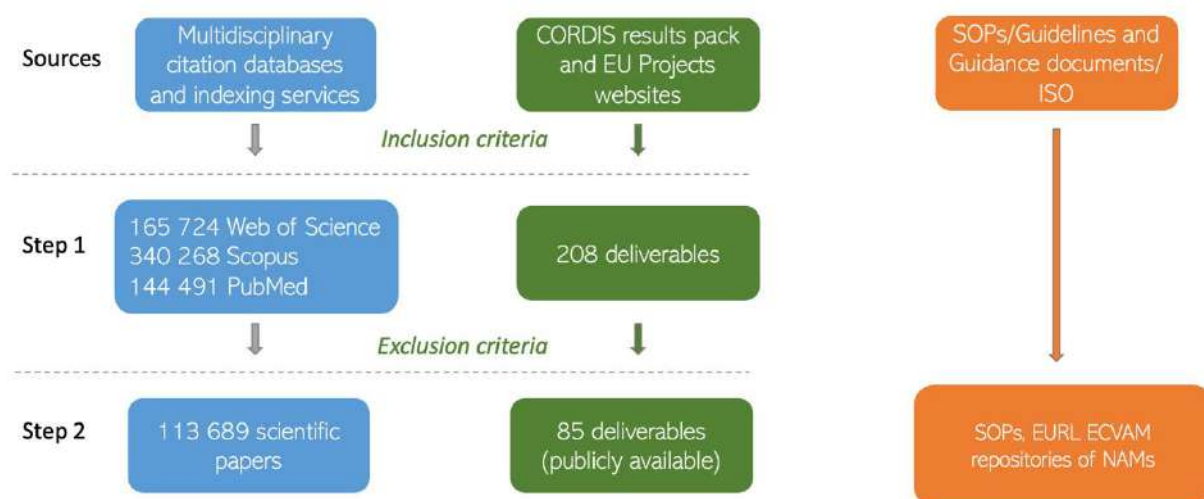 Sources
Multidisciplinary
citation databases
and indexing services
CORDIS results pack
and EU Projects
websites
SOPs/Guidelines and
Guidance documents/
ISO
Inclusion criteria
Step 1
165 724 Web of Science
340 268 Scopus
144 491 PubMed
208 deliverables
Exclusion criteria
Step 2
113 689 scientific
papers
85 deliverables
(publicly available)
SOPs, EURL ECVAM
repositories of NAMs